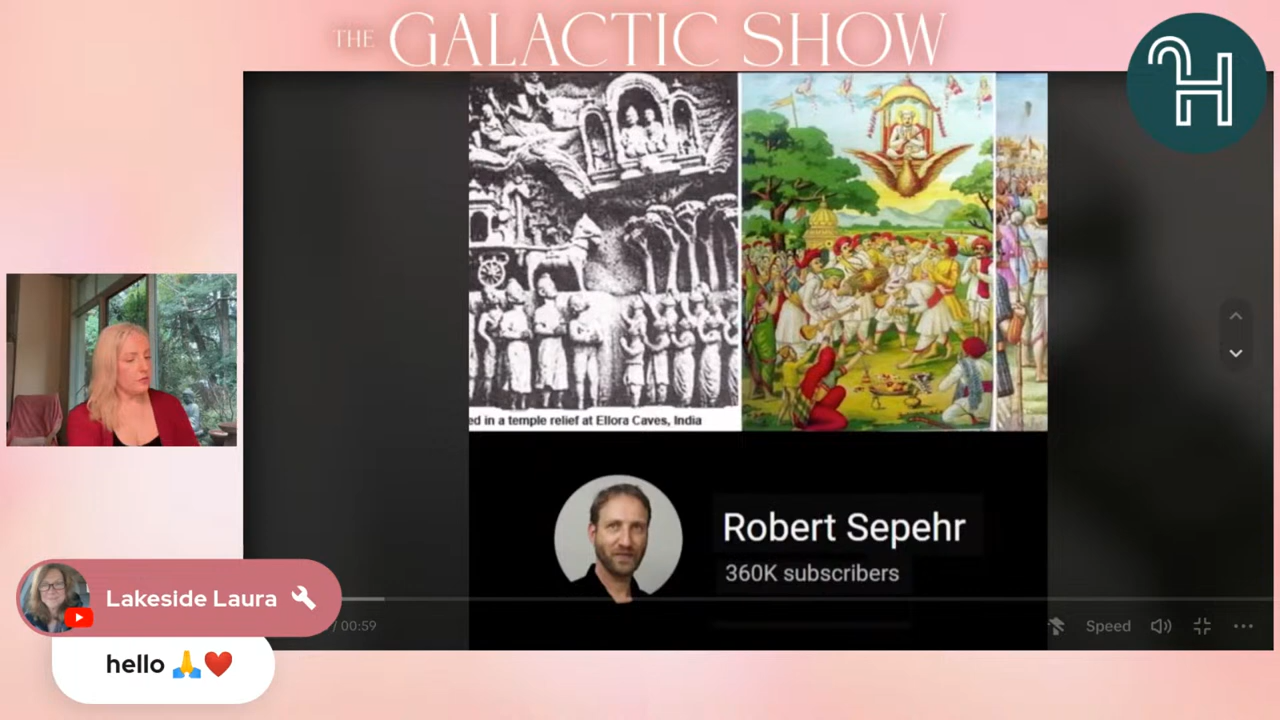 THE GALACTIC SHOW
H
ed in a temple relief at Ellora Caves, India
Robert Sepehr
360K subscribers
/ 00:59
Speed
Lakeside Laura
hello 🙏❤️